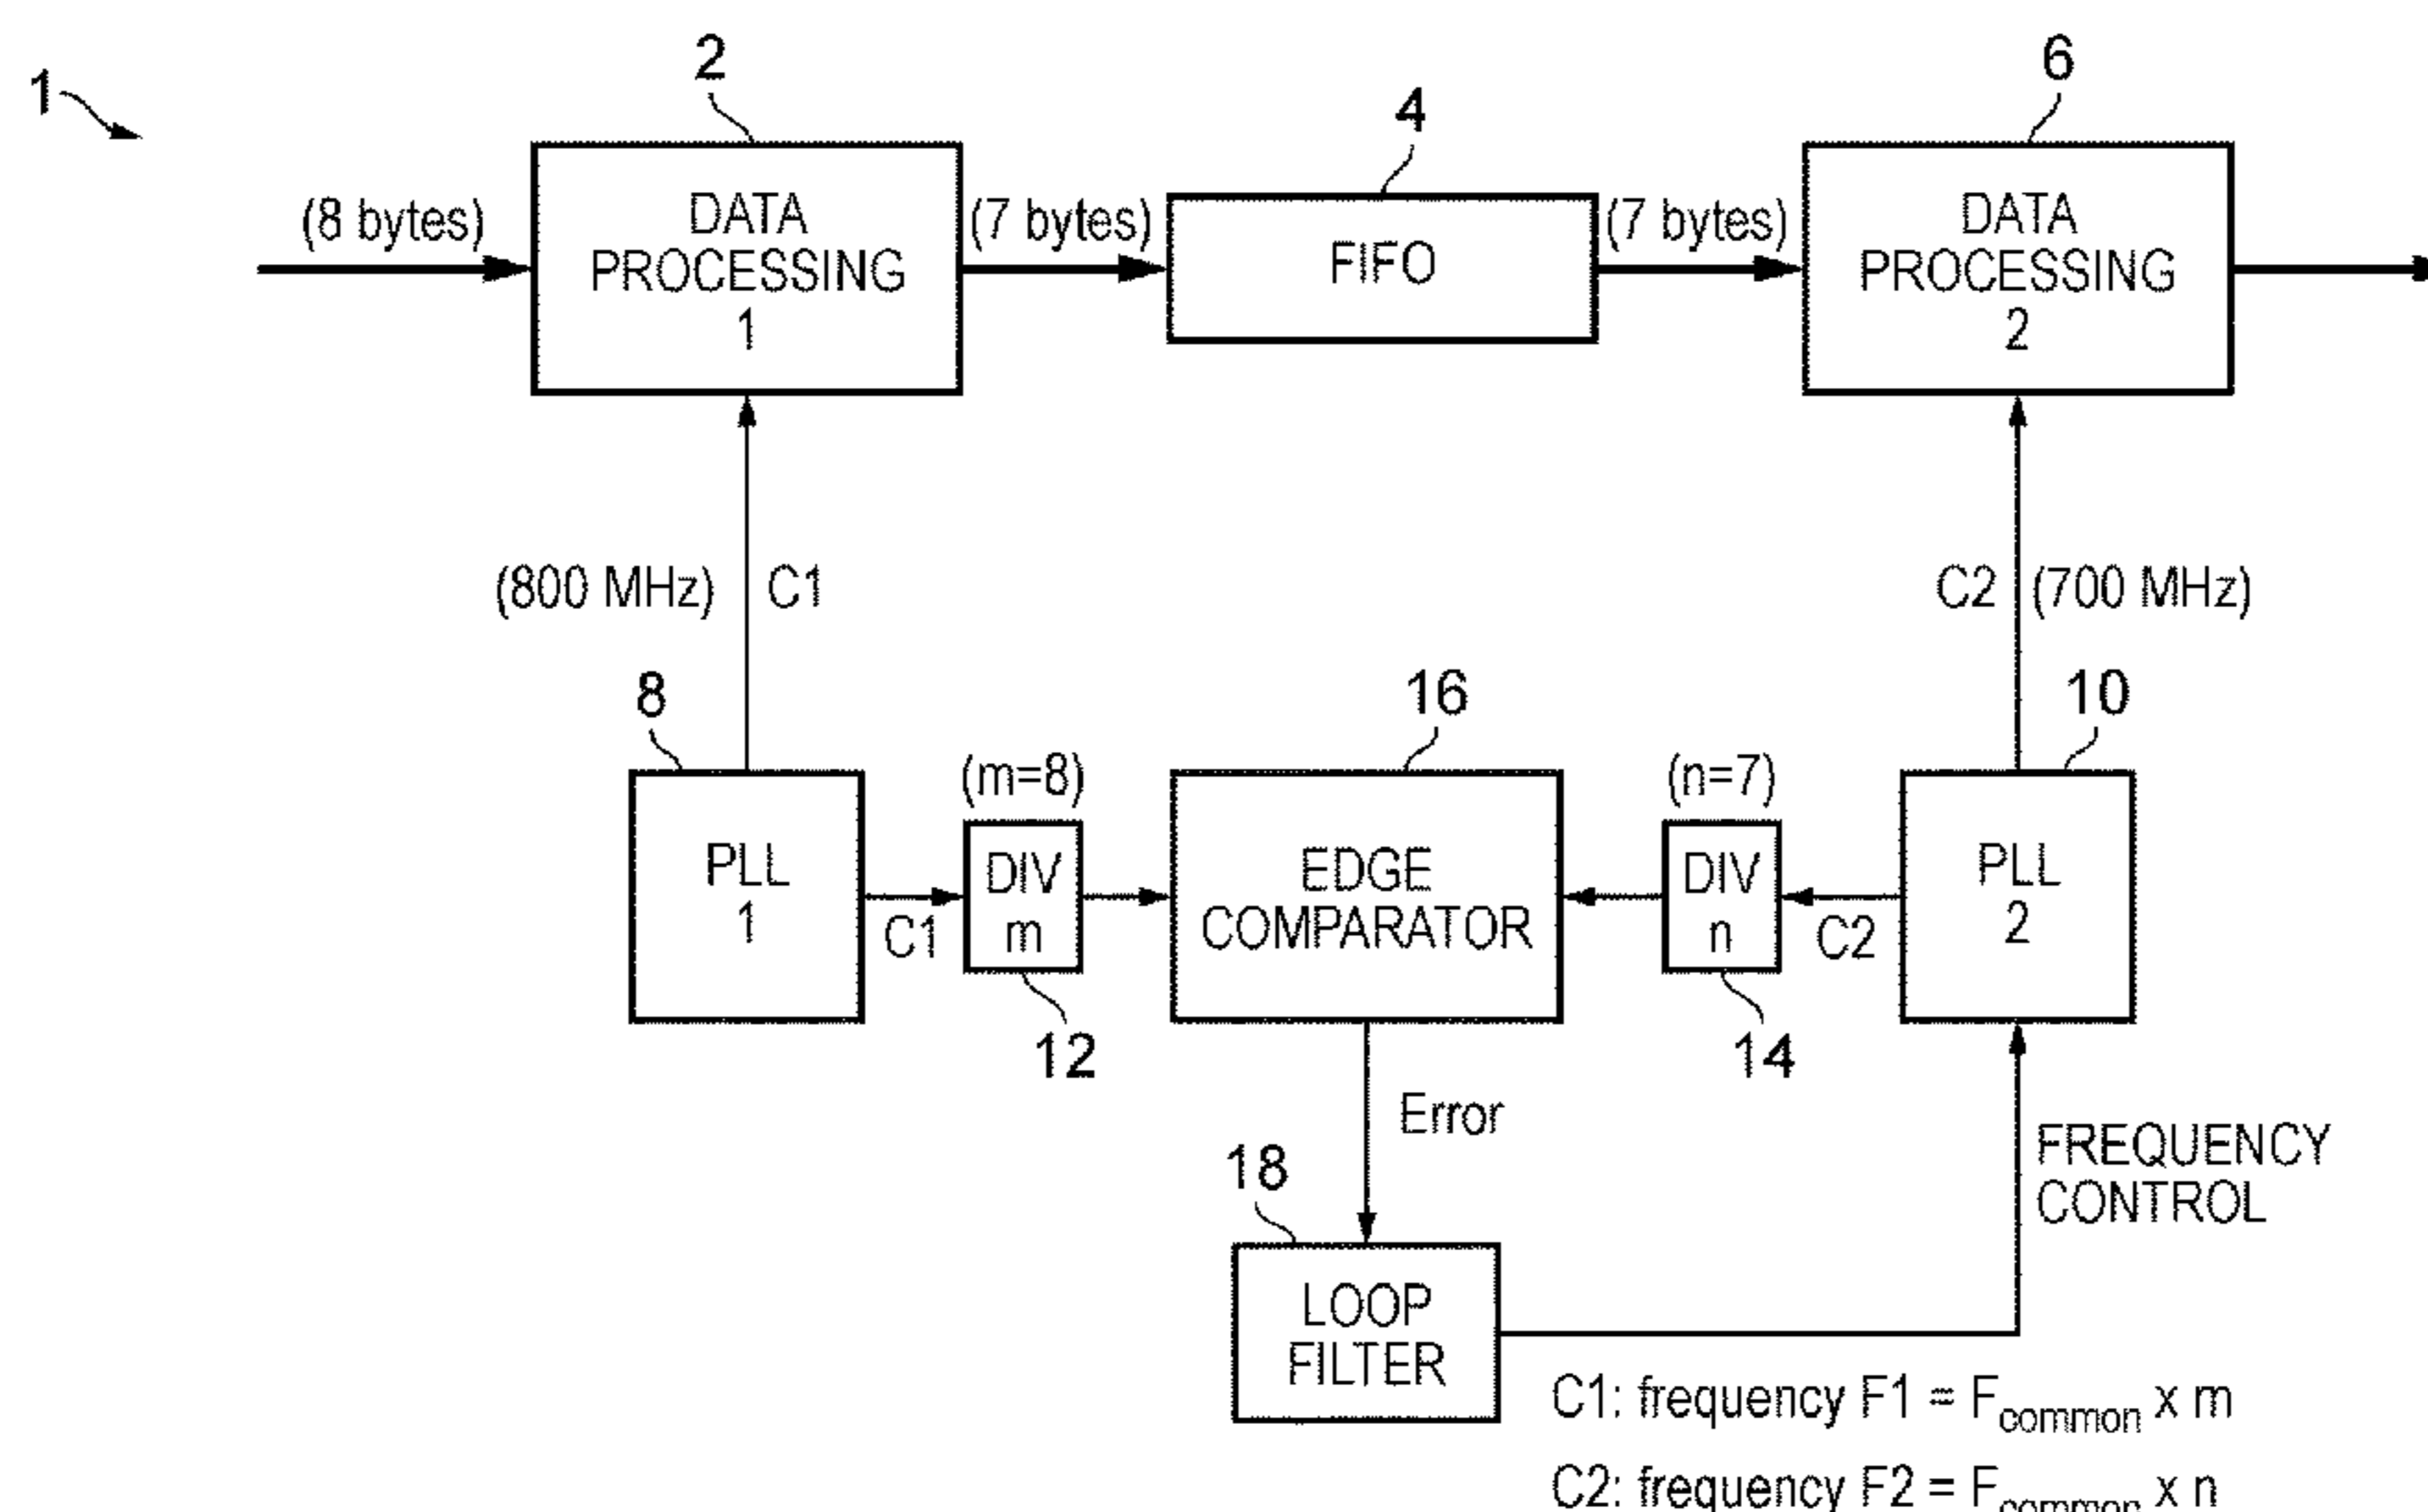 1
2
4
6
(8 bytes)
DATA
PROCESSING
1
(7 bytes)
FIFO
(7 bytes)
DATA
PROCESSING
2
(800 MHz)
C1
C2
(700 MHz)
8
16
10
(m=8)
(n=7)
PLL
1
C1
DIV
m
EDGE
COMPARATOR
DIV
n
C2
PLL
2
12
14
Error
18
FREQUENCY
CONTROL
LOOP
FILTER
C1: frequency F1 = Fcommon x m
C2: frequency F2 = Fcommon x n